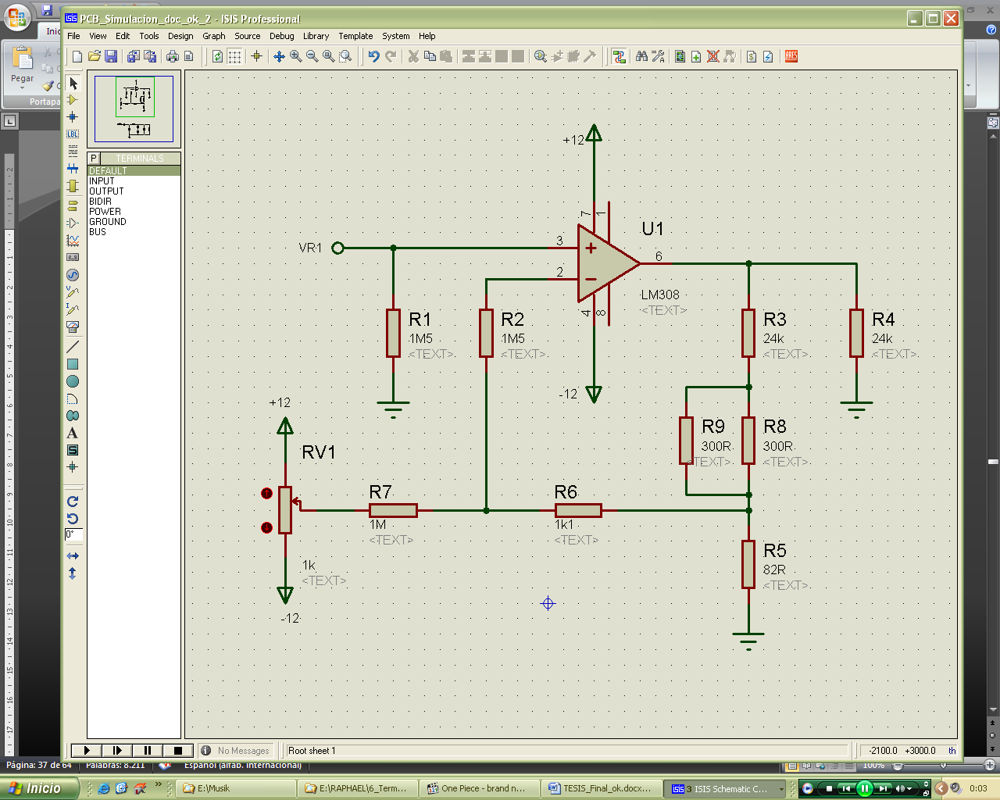 PCB_Simulacion_doc_ok_2 - ISIS Professional
File View Edit Tools Design Graph Source Debug Library Template System Help
Pegar
Portapa
P TERMINALS
DEFAULT
INPUT
OUTPUT
BIDIR
POWER
GROUND
BUS
LBL
ARES
0°
+12
7
1
U1
VR1
3
2
6
LM308
<TEXT>
4
8
-12
R1
1M5
<TEXT>
R2
1M5
<TEXT>
R3
24k
<TEXT>
R4
24k
<TEXT>
+12
RV1
R9
300R
<TEXT>
R8
300R
<TEXT>
R7
1M
<TEXT>
R6
1k1
<TEXT>
1k
<TEXT>
-12
R5
82R
<TEXT>
No Messages
Root sheet 1
-2100.0 +3000.0 th
Página: 37 de 64 Palabras: 8.211 Español (alfab. internacional) 100%
Inicio
E:\Musik
E:\RAPHAEL\6_Term...
One Piece - brand n...
TESIS_Final_ok.docx...
3 ISIS Schematic C...
0:03